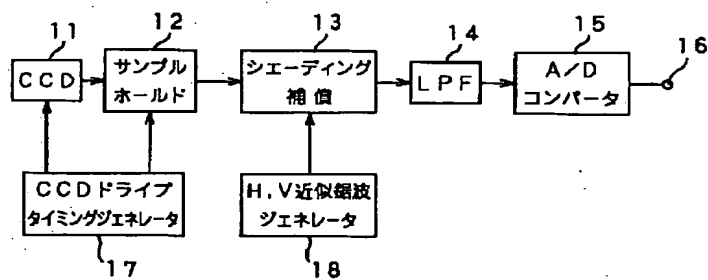 11
CCD
12
サンプル
ホールド
13
シェーディング
補償
14
LPF
15
A/D
コンバータ
16
CCDドライブ
タイミングジェネレータ
17
H,V近似鋸波
ジェネレータ
18